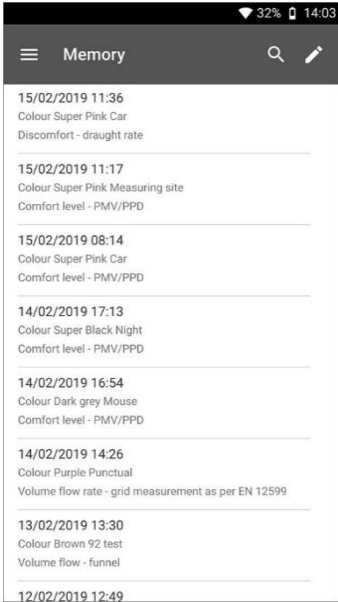 32% 14:03
Memory
15/02/2019 11:36
Colour Super Pink Car
Discomfort - draught rate
15/02/2019 11:17
Colour Super Pink Measuring site
Comfort level - PMV/PPD
15/02/2019 08:14
Colour Super Pink Car
Comfort level - PMV/PPD
14/02/2019 17:13
Colour Super Black Night
Comfort level - PMV/PPD
14/02/2019 16:54
Colour Dark grey Mouse
Comfort level - PMV/PPD
14/02/2019 14:26
Colour Purple Punctual
Volume flow rate - grid measurement as per EN 12599
13/02/2019 13:30
Colour Brown 92 test
Volume flow - funnel
12/02/2019 12:49